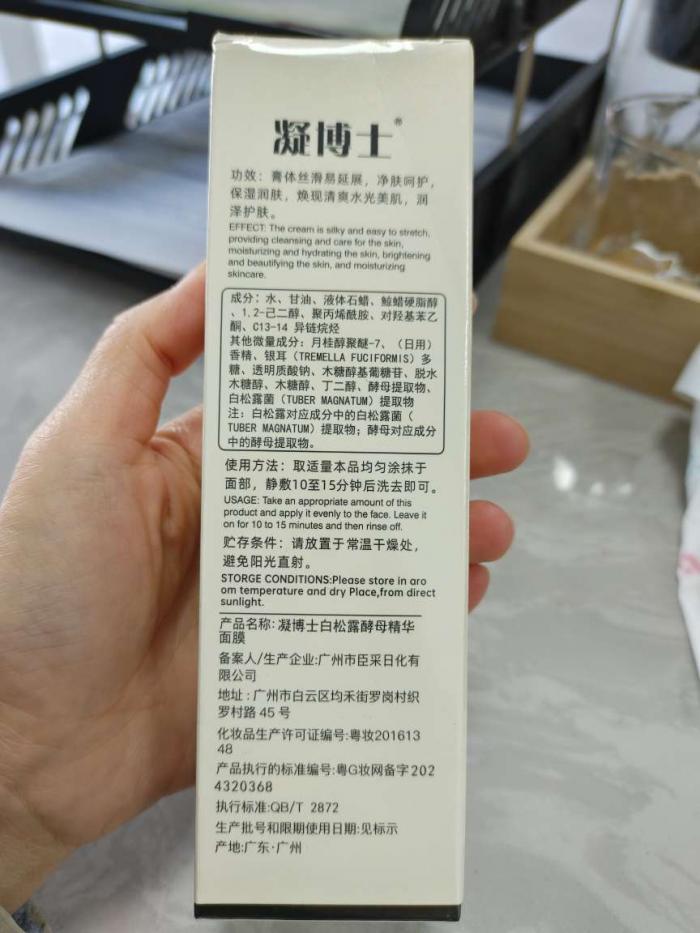 凝博士®
功效：膏体丝滑易延展，净肤呵护，
保湿润肤，焕现清爽水光美肌，润
泽护肤。
EFFECT: The cream is silky and easy to stretch,
providing cleansing and care for the skin,
moisturizing and hydrating the skin, brightening
and beautifying the skin, and moisturizing
skincare.
成分：水、甘油、液体石蜡、鲸蜡硬脂醇
、1,2-己二醇、聚丙烯酰胺、对羟基苯乙
酮、C13-14 异链烷烃
其他微量成分：月桂醇聚醚-7、（日用）
香精、银耳（TREMELLA FUCIFORMIS）多
糖、透明质酸钠、木糖醇基葡糖苷、脱水
木糖醇、木糖醇、丁二醇、酵母提取物、
白松露菌（TUBER MAGNATUM）提取物
注：白松露对应成分中的白松露菌（
TUBER MAGNATUM）提取物；酵母对应成分
中的酵母提取物。
使用方法：取适量本品均匀涂抹于
面部，静敷10至15分钟后洗去即可。
USAGE: Take an appropriate amount of this
product and apply it evenly to the face. Leave it
on for 10 to 15 minutes and then rinse off.
贮存条件：请放置于常温干燥处，
避免阳光直射。
STORGE CONDITIONS:Please store in aro
om temperature and dry Place,from direct
sunlight.
产品名称:凝博士白松露酵母精华
面膜
备案人/生产企业:广州市臣采日化有
限公司
地址:广州市白云区均禾街罗岗村织
罗村路 45 号
化妆品生产许可证编号:粤妆201613
48
产品执行的标准编号:粤G妆网备字202
4320368
执行标准:QB/T 2872
生产批号和限期使用日期:见标示
产地:广东·广州